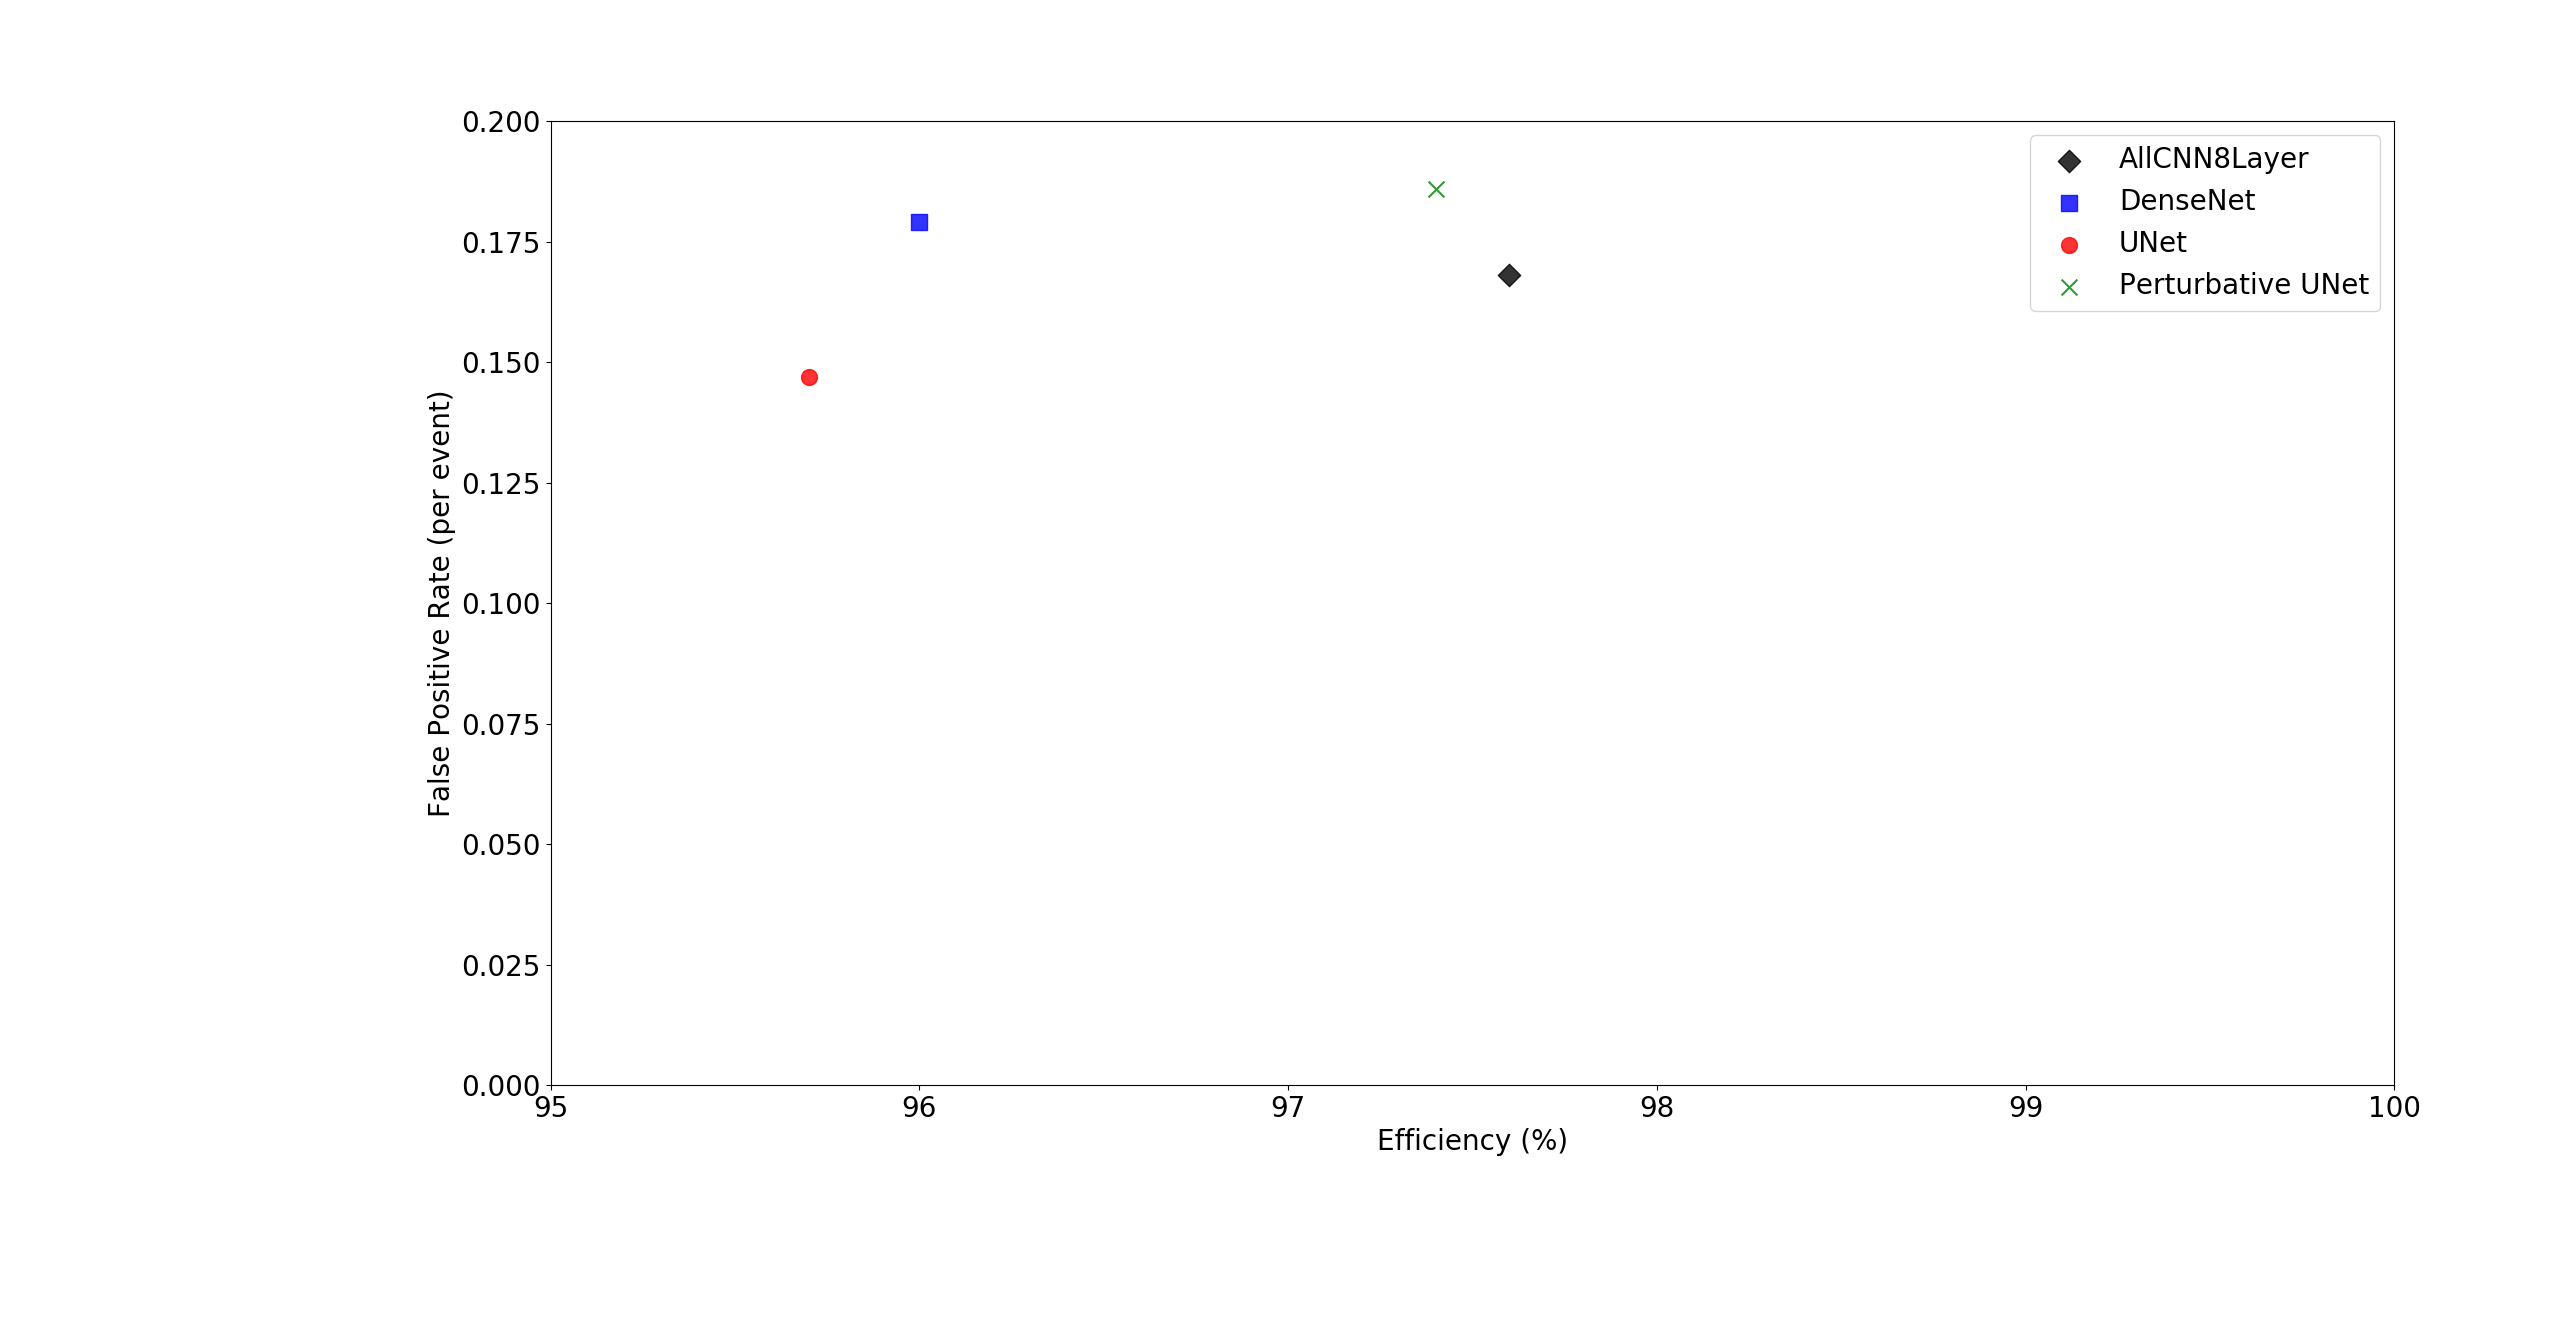 0.200
0.175
0.150
0.125
0.100
0.075
0.050
0.025
0.000
False Positive Rate (per event)
95 96 97 98 99 100
Efficiency (%)
AllCNN8Layer
DenseNet
UNet
Perturbative UNet